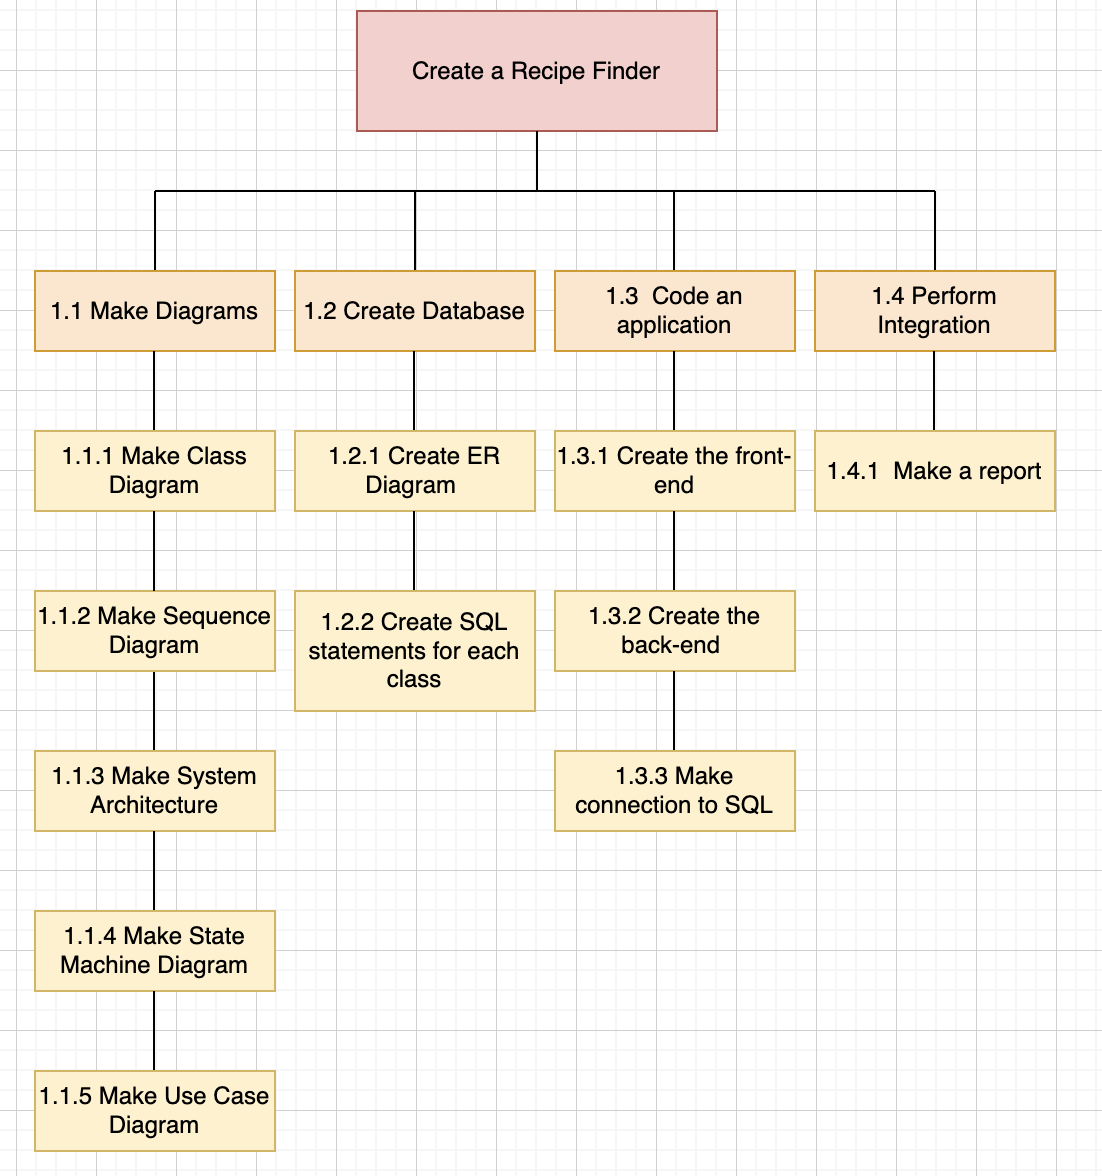 Create a Recipe Finder
1.1 Make Diagrams
1.2 Create Database
1.3 Code an
application
1.4 Perform
Integration
1.1.1 Make Class
Diagram
1.2.1 Create ER
Diagram
1.3.1 Create the front-
end
1.4.1 Make a report
1.1.2 Make Sequence
Diagram
1.2.2 Create SQL
statements for each
class
1.3.2 Create the
back-end
1.1.3 Make System
Architecture
1.3.3 Make
connection to SQL
1.1.4 Make State
Machine Diagram
1.1.5 Make Use Case
Diagram